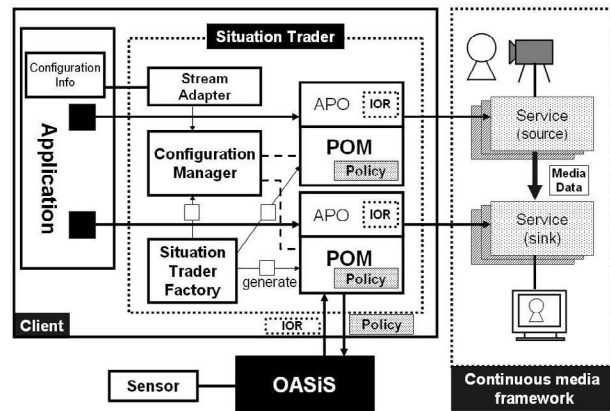 Situation Trader
Configuration
Info
Application
Stream
Adapter
Configuration
Manager
Situation
Trader
Factory
generate
APO
IOR
POM
Policy
APO
IOR
POM
Policy
Client
IOR
Policy
Sensor
OASiS
Service
(source)
Media
Data
Service
(sink)
Continuous media
framework